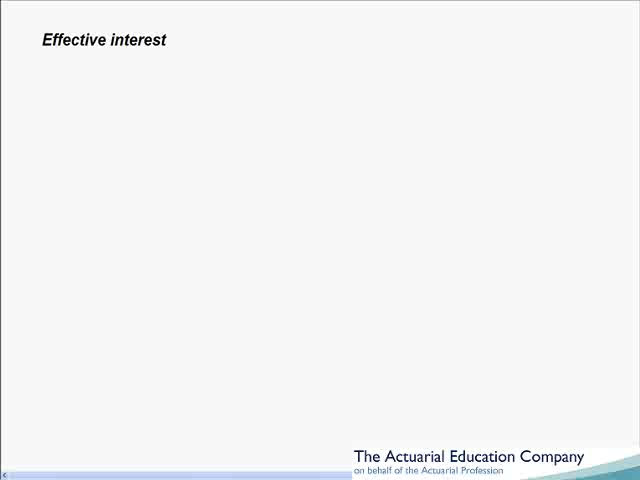 Effective interest
The Actuarial Education Company
on behalf of the Actuarial Profession